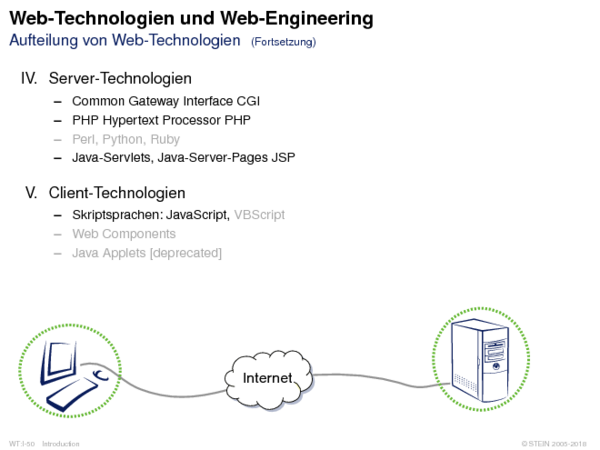 Web-Technologien und Web-Engineering
Aufteilung von Web-Technologien (Fortsetzung)
IV. Server-Technologien
– Common Gateway Interface CGI
– PHP Hypertext Processor PHP
– Perl, Python, Ruby
– Java-Servlets, Java-Server-Pages JSP
V. Client-Technologien
– Skriptsprachen: JavaScript, VBScript
– Web Components
– Java Applets [deprecated]
Internet
WT:I-50 Introduction © STEIN 2005-2018